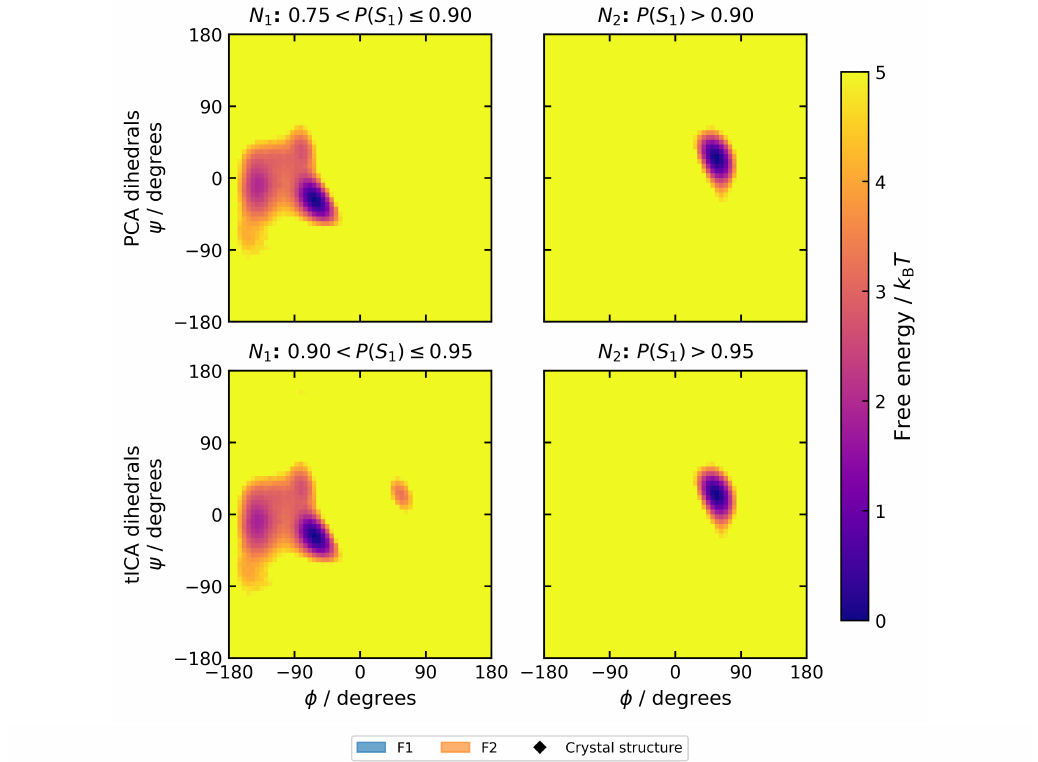 N₁: 0.75 < P(S₁) ≤ 0.90
N₂: P(S₁) > 0.90
180
90
0
−90
−180
PCA dihedrals
ψ / degrees
N₁: 0.90 < P(S₁) ≤ 0.95
N₂: P(S₁) > 0.95
180
90
0
−90
−180
tICA dihedrals
ψ / degrees
−180 −90 0 90 180
−180 −90 0 90 180
ϕ / degrees
ϕ / degrees
5
4
3
2
1
0
Free energy / k_BT
F1 F2 Crystal structure